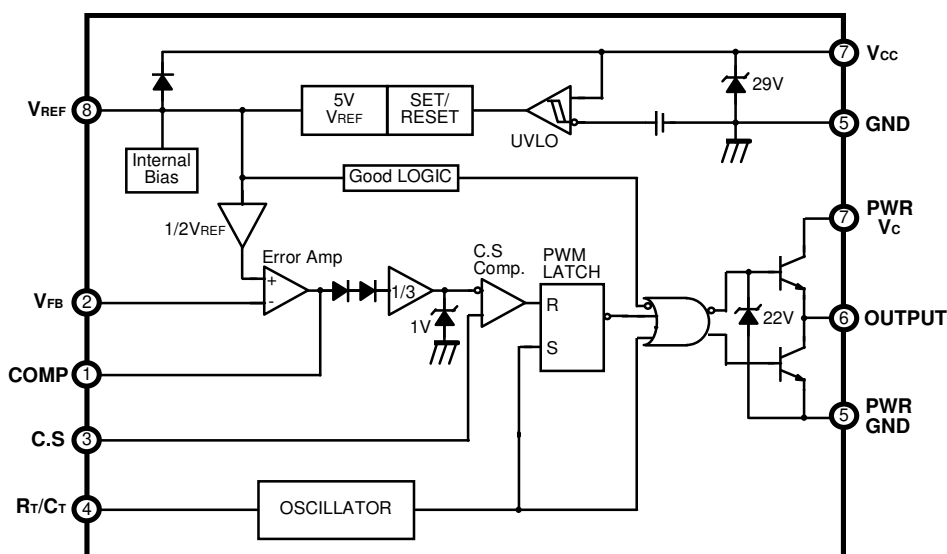 7 VCC
29V
VREF 8
5V VREF
SET/ RESET
UVLO
5 GND
Internal Bias
Good LOGIC
1/2VREF
7 PWR VC
Error Amp
C.S Comp.
PWM LATCH
+
-
1/3
1V
R
S
VFB 2
22V
6 OUTPUT
COMP 1
5 PWR GND
C.S 3
RT/CT 4
OSCILLATOR